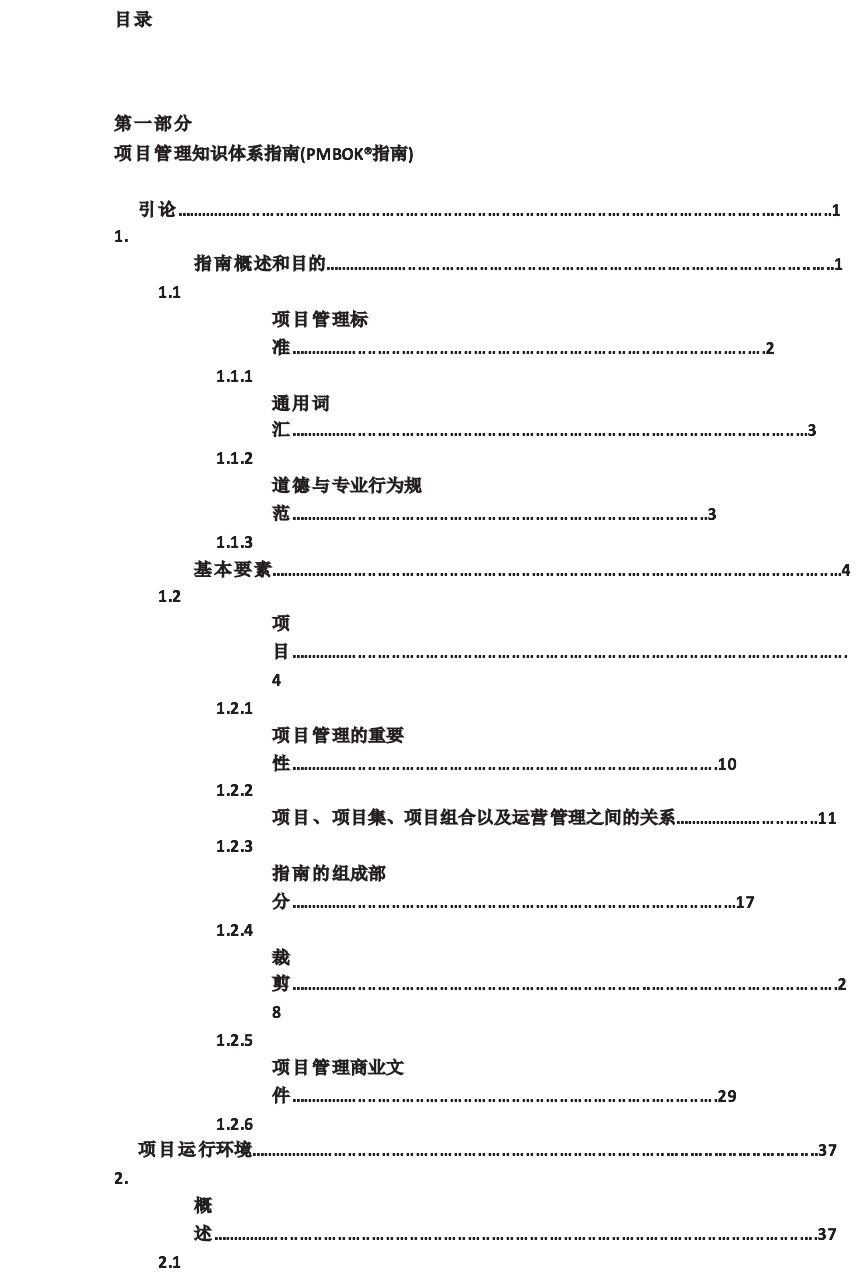 目录
第一部分
项目管理知识体系指南(PMBOK®指南)
引论..........1
1.
指南概述和目的..........1
1.1
项目管理标
准..........2
1.1.1
通用词
汇..........3
1.1.2
道德与专业行为规
范..........3
1.1.3
基本要素..........4
1.2
项
目..........
4
1.2.1
项目管理的重要
性..........10
1.2.2
项目、项目集、项目组合以及运营管理之间的关系..........11
1.2.3
指南的组成部
分..........17
1.2.4
裁
剪..........2
8
1.2.5
项目管理商业文
件..........29
1.2.6
项目运行环境..........37
2.
概
述..........37
2.1